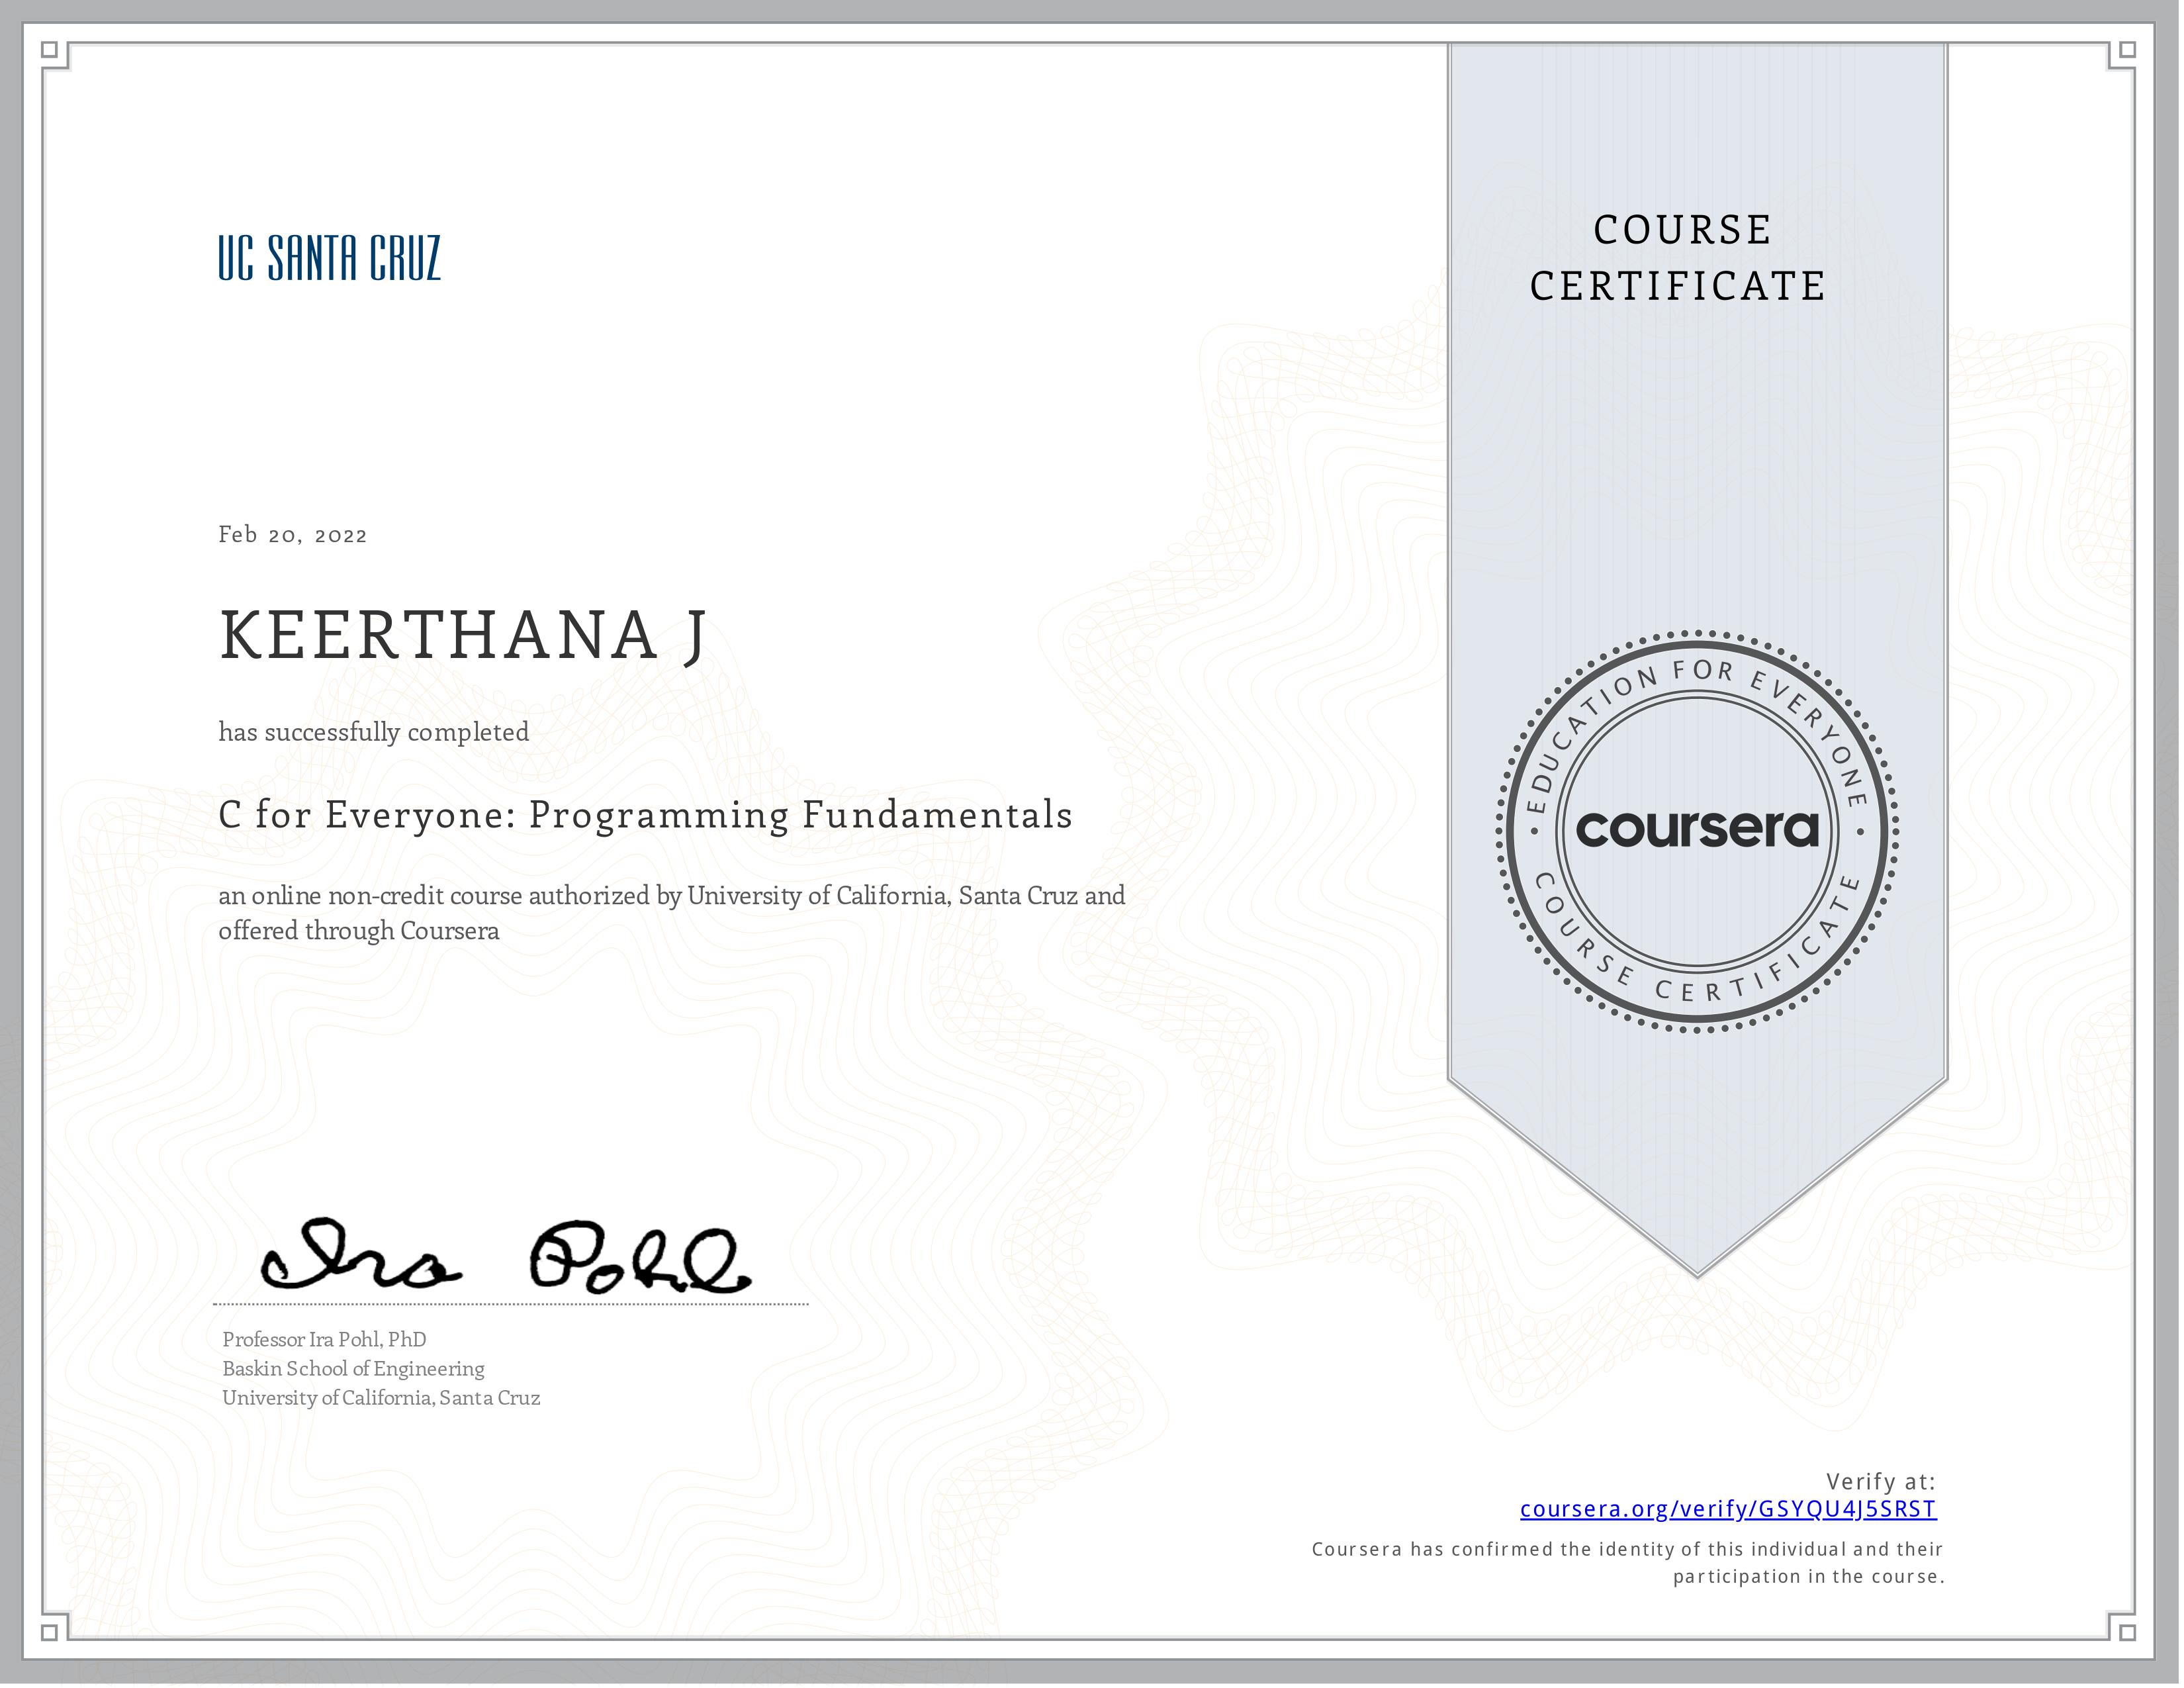 UC SANTA CRUZ
COURSE
CERTIFICATE
Feb 20, 2022
KEERTHANA J
has successfully completed
C for Everyone: Programming Fundamentals
an online non-credit course authorized by University of California, Santa Cruz and
offered through Coursera
EDUCATION FOR EVERYONE
coursera
COURSE CERTIFICATE
Ira Pohl
Professor Ira Pohl, PhD
Baskin School of Engineering
University of California, Santa Cruz
Verify at:
coursera.org/verify/GSYQU4J5SRST
Coursera has confirmed the identity of this individual and their
participation in the course.